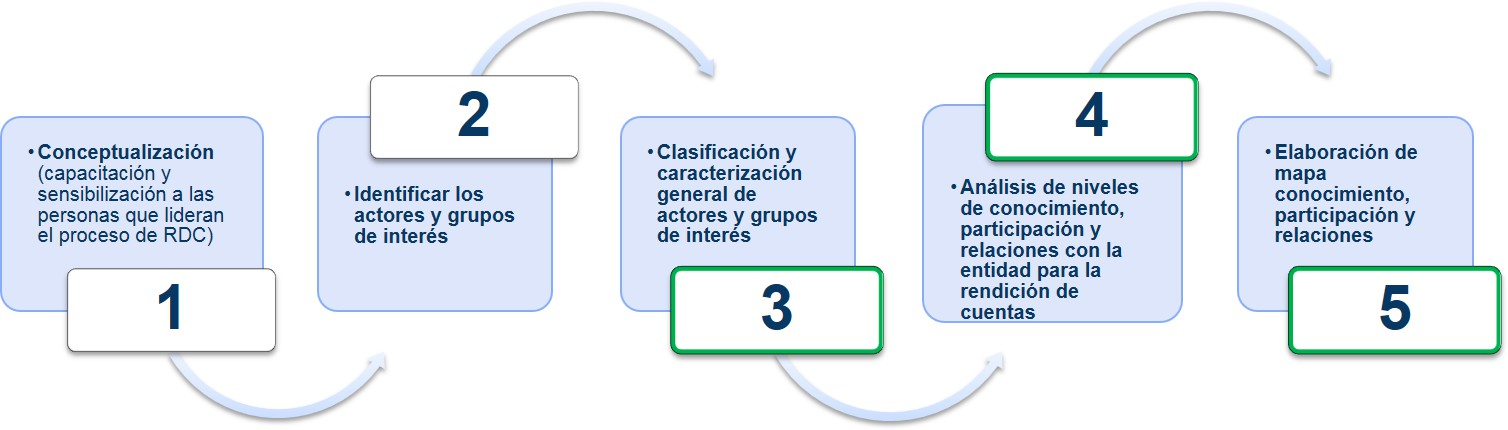 • Conceptualización
(capacitación y
sensibilización a las
personas que lideran
el proceso de RDC)
1
2
• Identificar los
actores y grupos
de interés
• Clasificación y
caracterización
general de
actores y grupos
de interés
3
4
• Análisis de niveles
de conocimiento,
participación y
relaciones con la
entidad para la
rendición de
cuentas
• Elaboración de
mapa
conocimiento,
participación y
relaciones
5